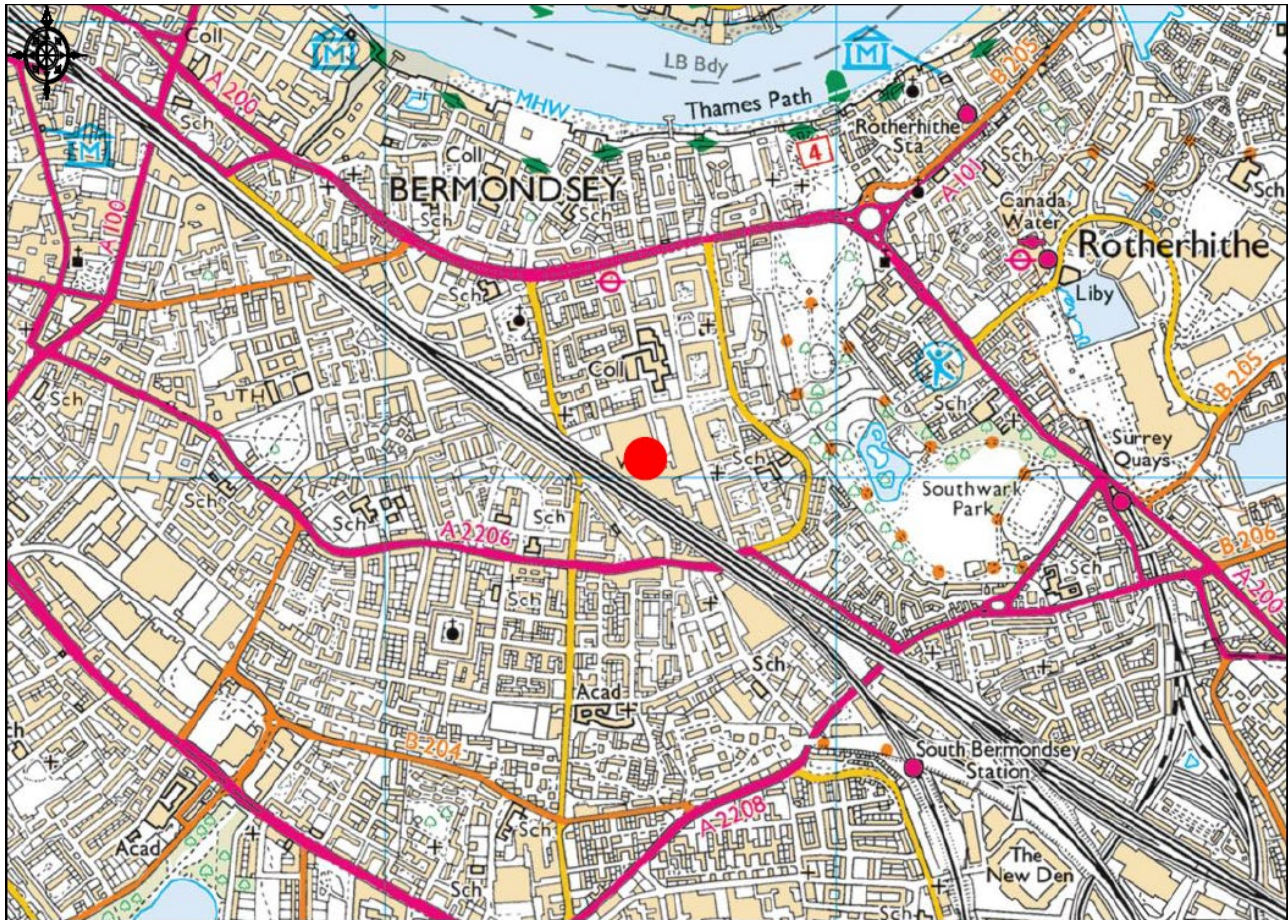 Coll
LB Bdy
B 205
A 200
MHW
Thames Path
M
M
Sch
M
Rotherhithe
Sta
Coll
4
Sch
A 101
Sch
BERMONDSEY
Canada
Water
A 100
Sch
Sch
Rotherhithe
Sch
Liby
Coll
Sch
TH
Sch
B 205
Surrey
Quays
Sch
Southwark
Park
Sch
Sch
Sch
A 2206
B 206
Sch
Sch
A 200
Sch
Sch
Acad
B 204
South Bermondsey
Station
A 2208
Sch
Acad
The
New Den
Sch